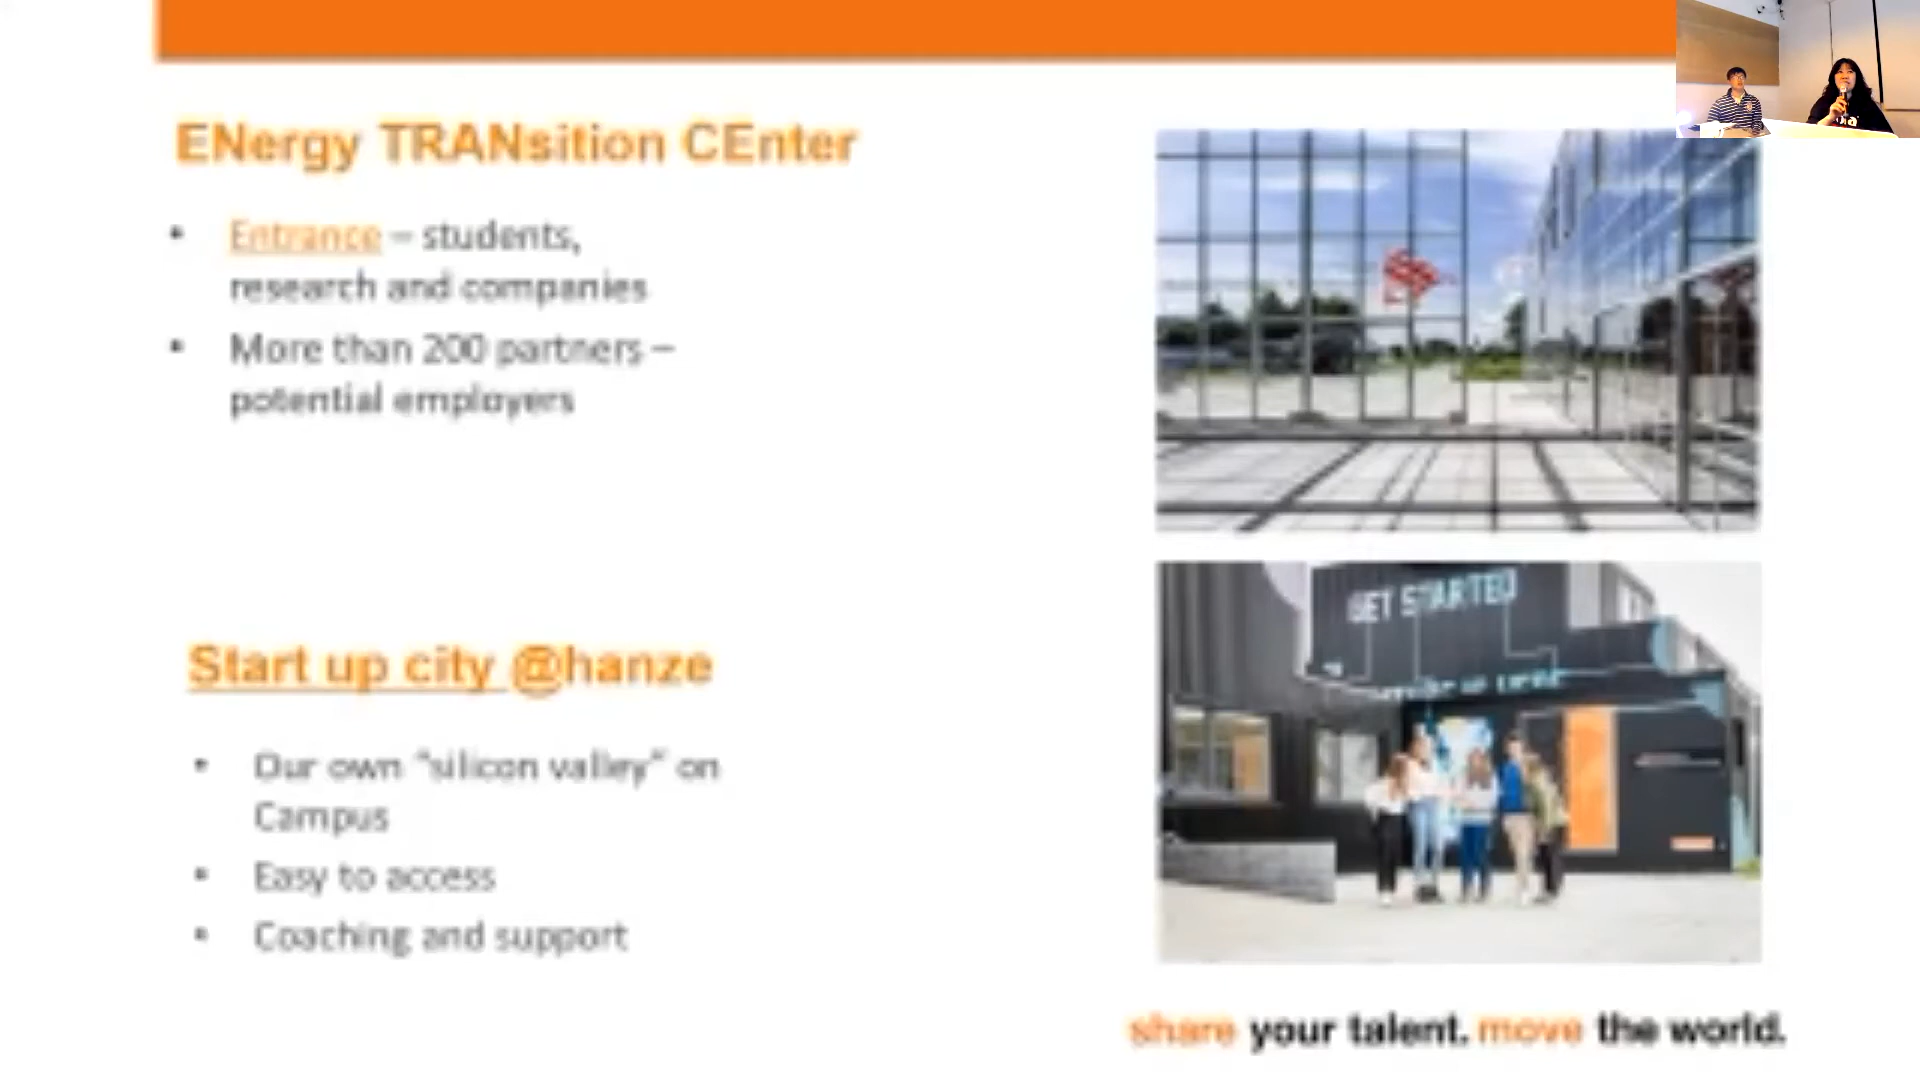 ENergy TRANsition CEnter
• Entrance – students,
research and companies
• More than 200 partners –
potential employers
Start up city @hanze
• Our own “silicon valley” on
Campus
• Easy to access
• Coaching and support
GET STARTED
share your talent. move the world.